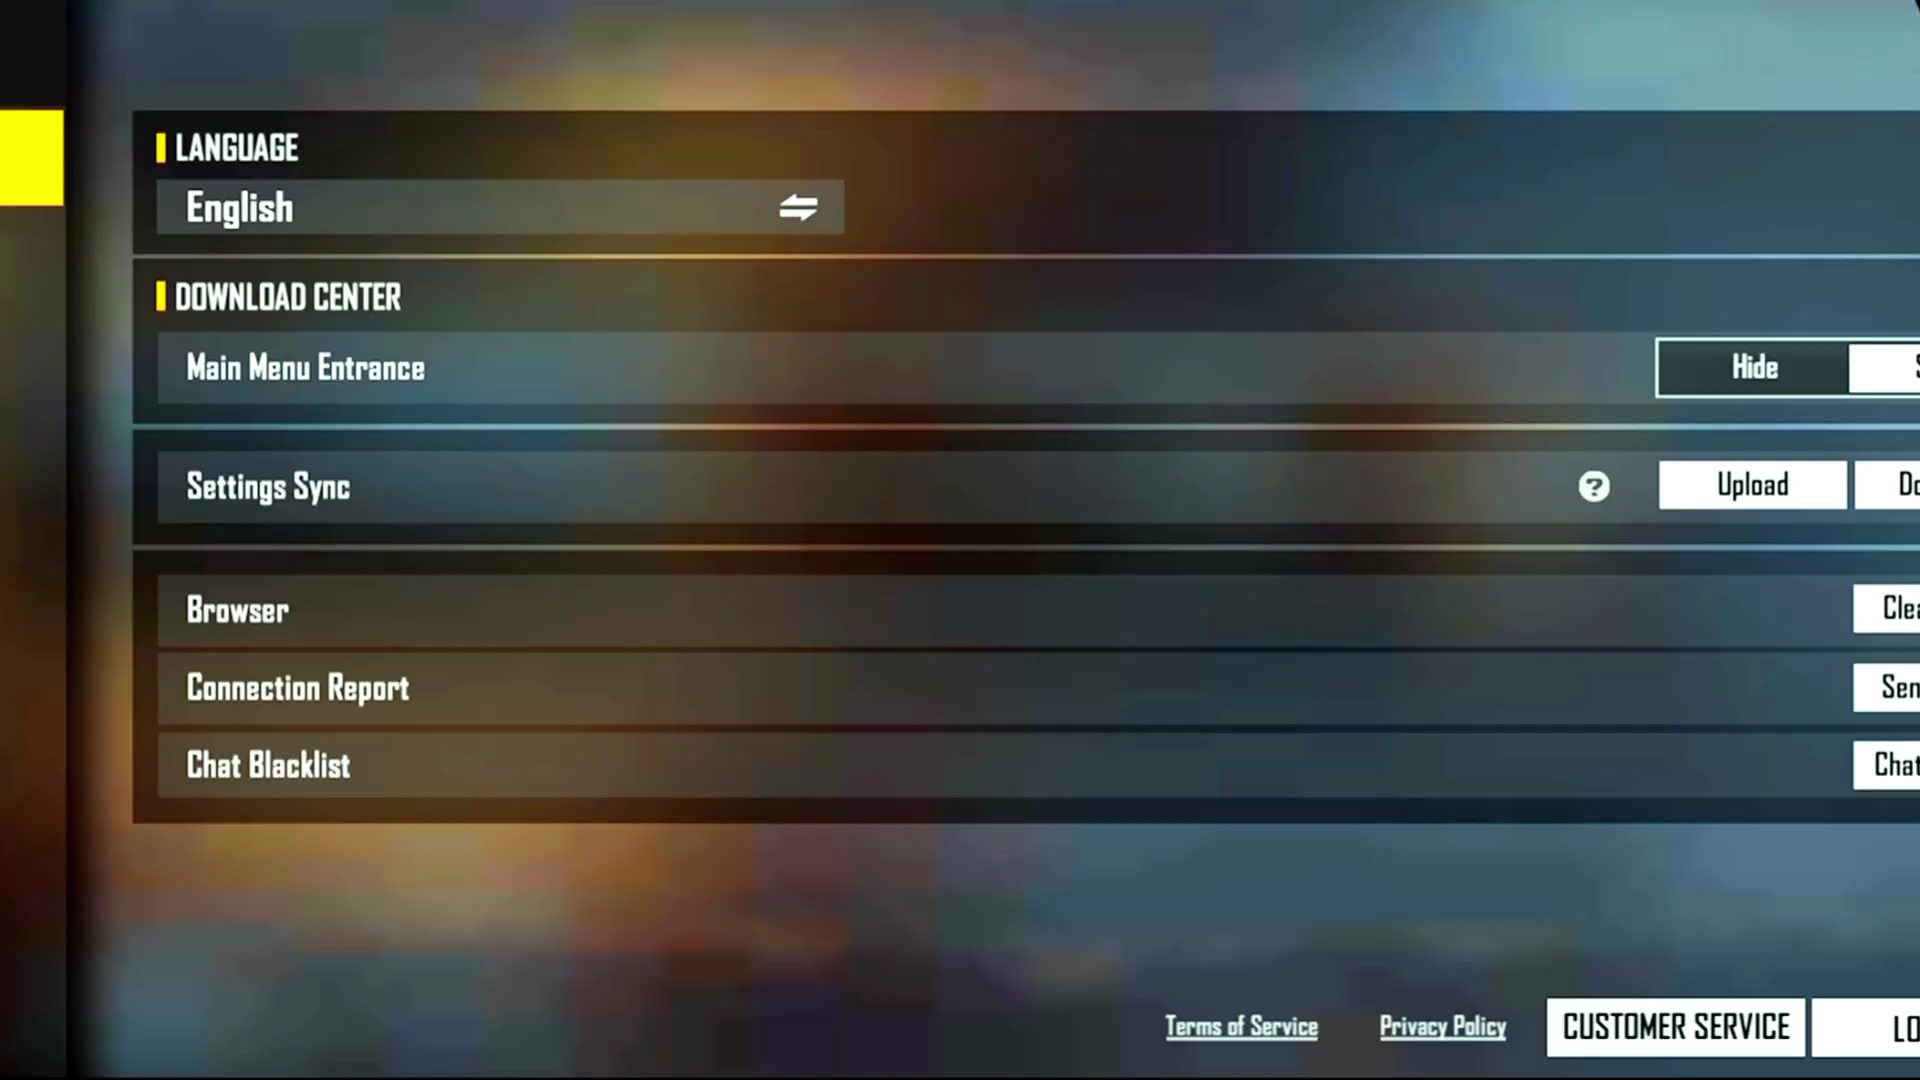 LANGUAGE
English
DOWNLOAD CENTER
Main Menu Entrance
Hide
Settings Sync
?
Upload
Browser
Connection Report
Chat Blacklist
Chat
Terms of Service
Privacy Policy
CUSTOMER SERVICE